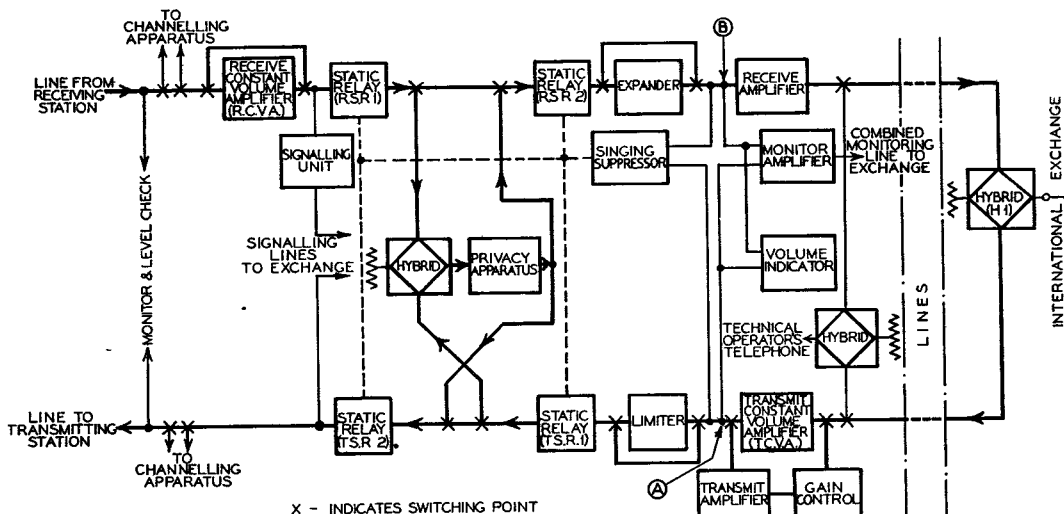 TO
CHANNELLING
APPARATUS
LINE FROM
RECEIVING
STATION
RECEIVE
CONSTANT
VOLUME
AMPLIFIER
(R.C.V.A.)
STATIC
RELAY
(R.S.R 1)
STATIC
RELAY
(R.S.R 2)
EXPANDER
B
RECEIVE
AMPLIFIER
SIGNALLING
UNIT
SINGING
SUPPRESSOR
MONITOR
AMPLIFIER
COMBINED
MONITORING
LINE TO
EXCHANGE
HYBRID
(H1)
INTERNATIONAL EXCHANGE
MONITOR & LEVEL CHECK
SIGNALLING
LINES
TO EXCHANGE
HYBRID
PRIVACY
APPARATUS
VOLUME
INDICATOR
LINES
TECHNICAL
OPERATOR'S
TELEPHONE
HYBRID
LINE TO
TRANSMITTING
STATION
TO
CHANNELLING
APPARATUS
STATIC
RELAY
(T.S.R 2)
STATIC
RELAY
(T.S.R.1)
LIMITER
TRANSMIT
CONSTANT
VOLUME
AMPLIFIER
(T.C.V.A.)
A
TRANSMIT
AMPLIFIER
GAIN
CONTROL
X - INDICATES SWITCHING POINT